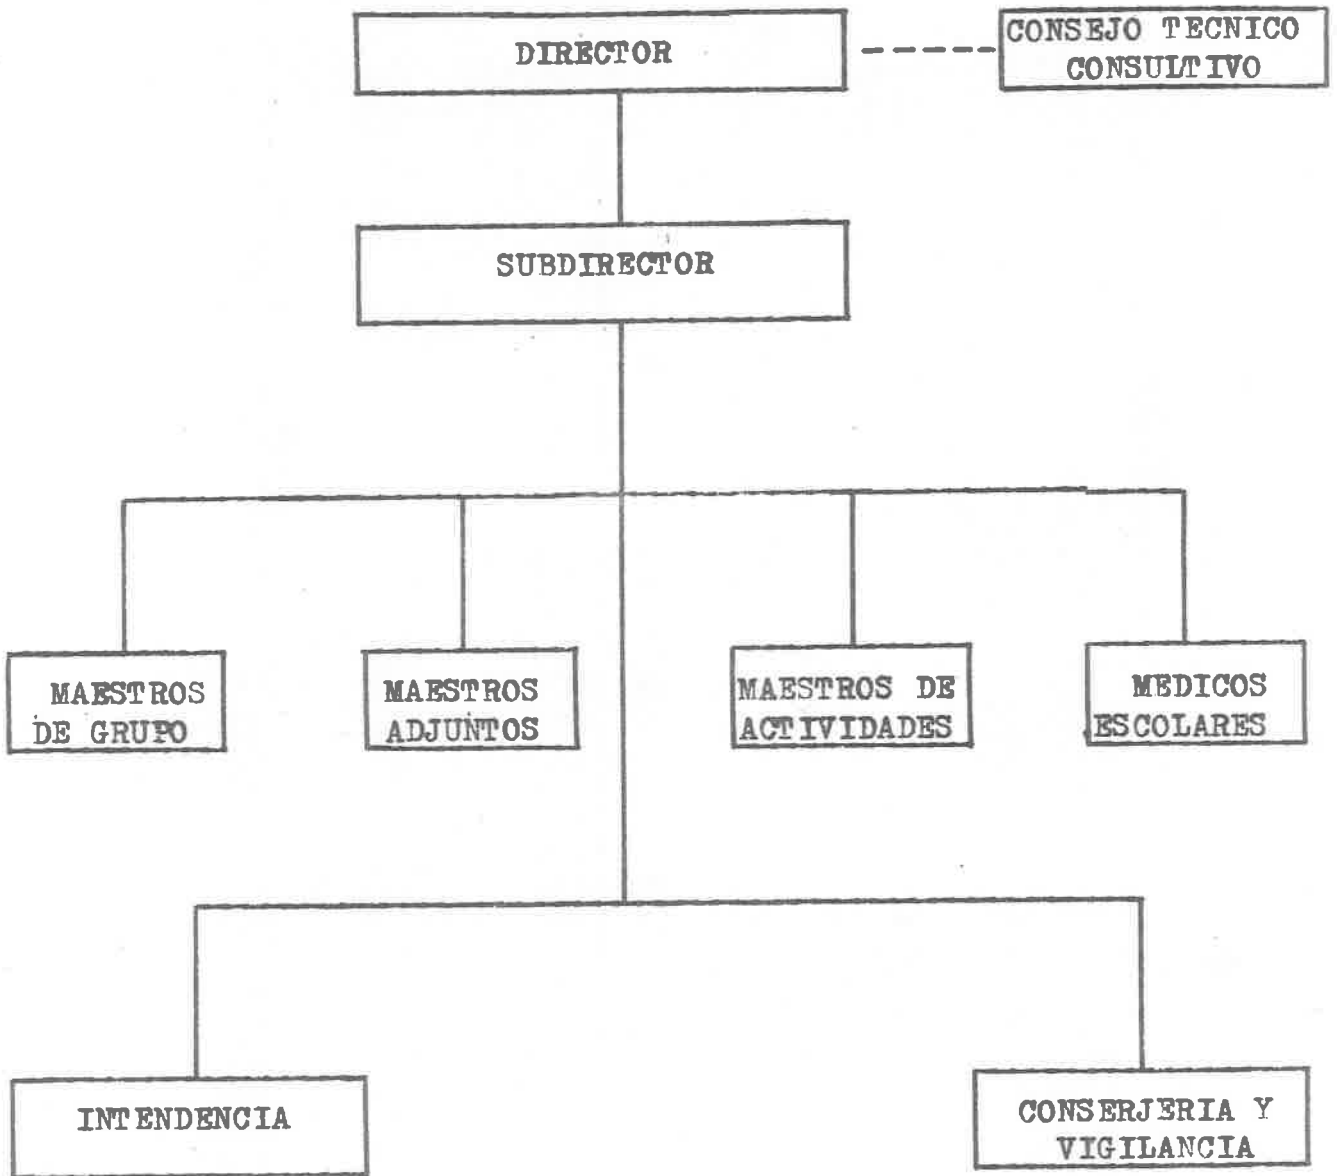 DIRECTOR
CONSEJO TECNICO
CONSULTIVO
SUBDIRECTOR
MAESTROS
DE GRUPO
MAESTROS
ADJUNTOS
MAESTROS DE
ACTIVIDADES
MEDICOS
ESCOLARES
INTENDENCIA
CONSERJERIA Y
VIGILANCIA